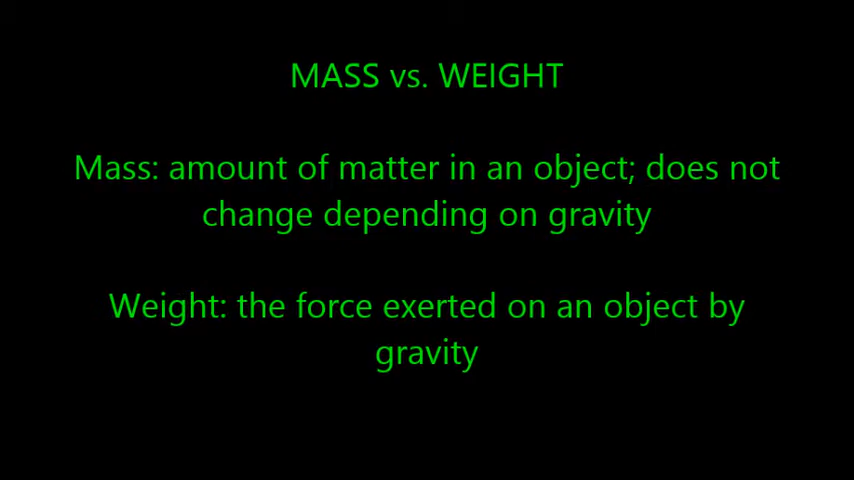 MASS vs. WEIGHT
Mass: amount of matter in an object; does not
change depending on gravity
Weight: the force exerted on an object by
gravity